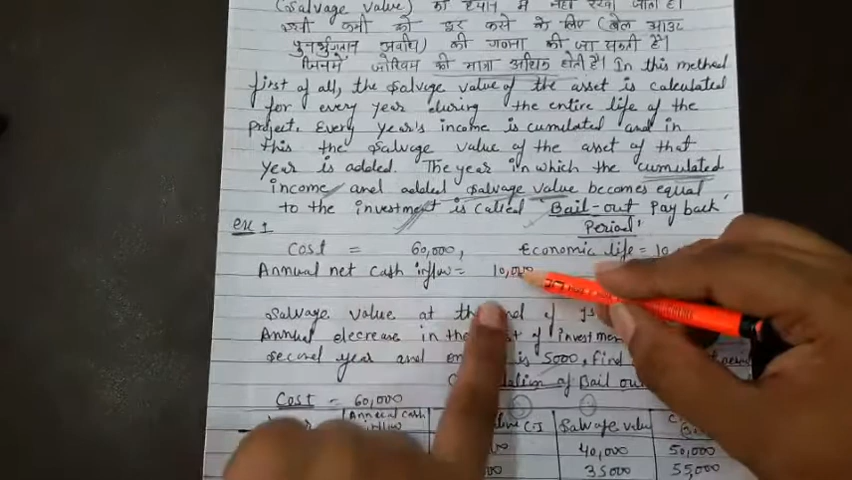 (Salvage Value) को ध्यान में नहीं रखा जाता है।
इसी कमी को दूर करने के लिए (बेल आउट
पुनर्भुगतान अवधि) की गणना की जा सकती है।
जिनमें जोखिम की मात्रा अधिक होती है। In this method
first of all, the Salvage value of the asset is calculated
for every year during the entire life of the
project. Every year's income is cumulated and in
this the Salvage value of the asset of that
year is added. The year in which the cumulated
income and added Salvage value becomes equal
to the investment is called 'Bail-out Pay back
Period'
ex 1
Cost = 60,000, Economic life = 10
Annual net cash inflow = 10,000
Salvage value at the end of
Annual decrease in the of investmen
Second year and is 5000, find
of Bail out
Cost = 60,000
Annual cash inflow Salvage value
40,000 50,000
35000 55,000